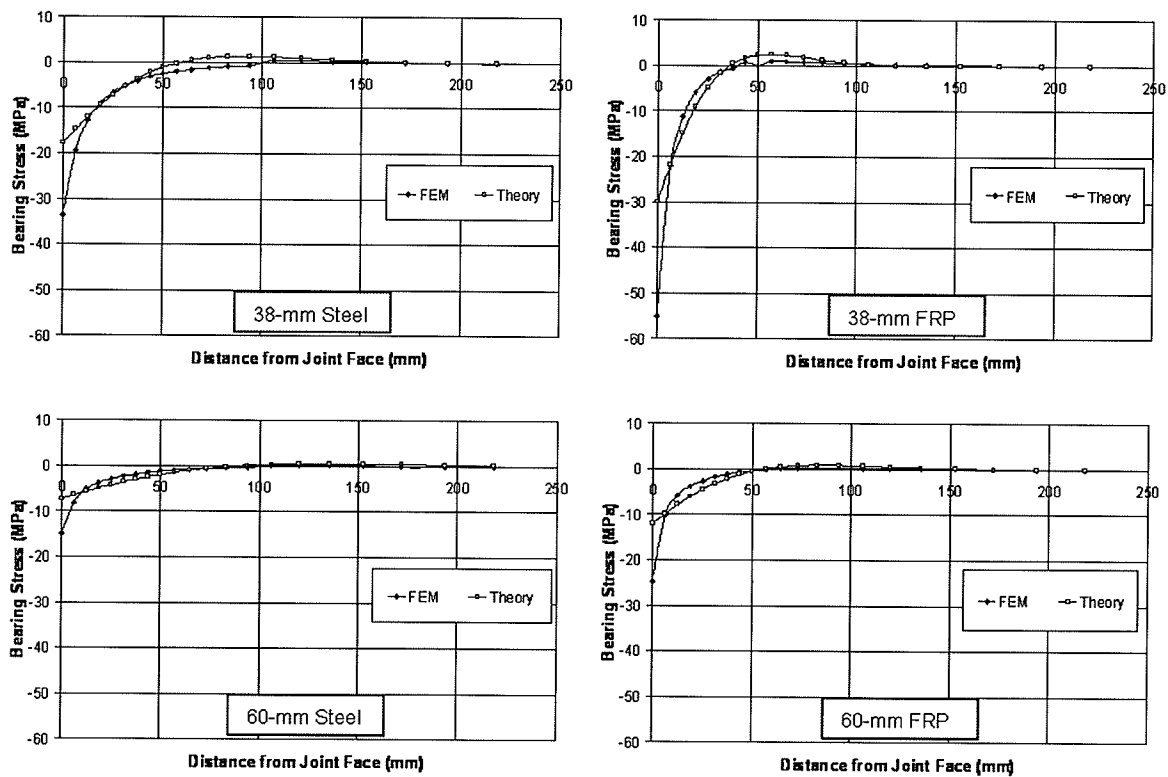 10
0
-10
-20
-30
-40
-50
-60
0 50 100 150 200 250
Bearing Stress (MPa)
FEM Theory
38-mm Steel
Distance from Joint Face (mm)
10
0
-10
-20
-30
-40
-50
-60
0 50 100 150 200 250
Bearing Stress (MPa)
FEM Theory
38-mm FRP
Distance from Joint Face (mm)
10
0
-10
-20
-30
-40
-50
-60
0 50 100 150 200 250
Bearing Stress (MPa)
FEM Theory
60-mm Steel
Distance from Joint Face (mm)
10
0
-10
-20
-30
-40
-50
-60
0 50 100 150 200 250
Bearing Stress (MPa)
FEM Theory
60-mm FRP
Distance from Joint Face (mm)